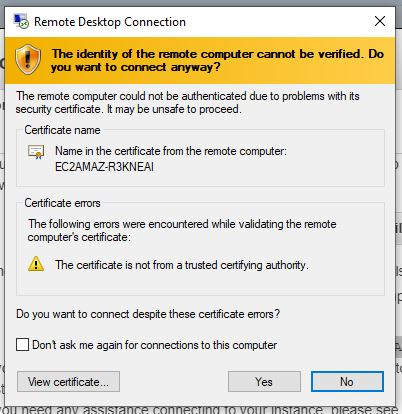 Remote Desktop Connection
The identity of the remote computer cannot be verified. Do
you want to connect anyway?
The remote computer could not be authenticated due to problems with its
security certificate. It may be unsafe to proceed.
Certificate name
Name in the certificate from the remote computer:
EC2AMAZ-R3KNEAI
Certificate errors
The following errors were encountered while validating the remote
computer's certificate:
The certificate is not from a trusted certifying authority.
Do you want to connect despite these certificate errors?
Don't ask me again for connections to this computer
View certificate...
Yes
No
you need any assistance connecting to your instance, please see